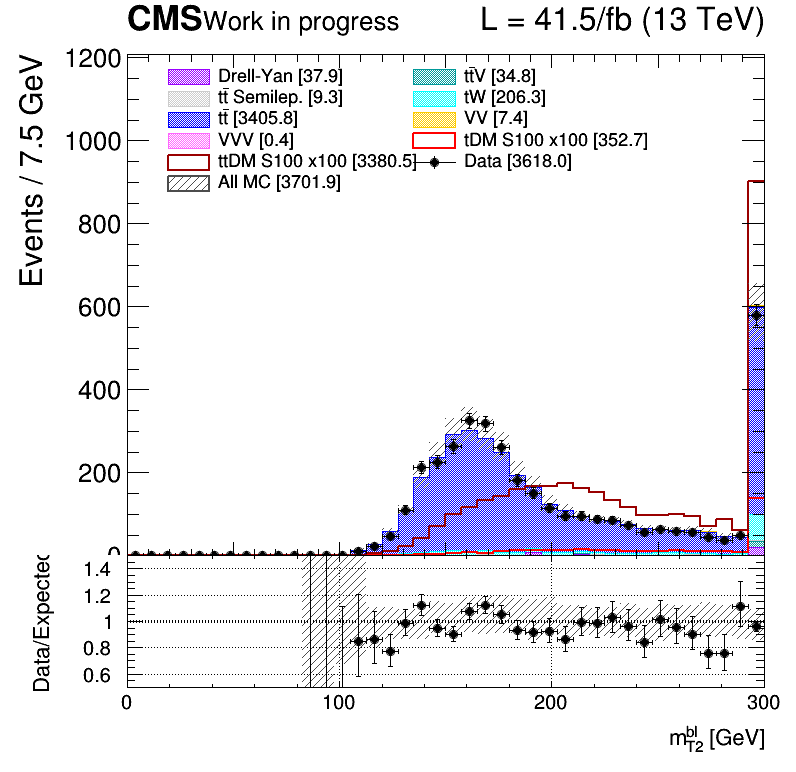 CMS Work in progress L = 41.5/fb (13 TeV)
Events / 7.5 GeV
1200
1000
800
600
400
200
0
Drell-Yan [37.9]
tt̄ Semilep. [9.3]
tt̄ [3405.8]
VVV [0.4]
ttDM S100 x100 [3380.5]
All MC [3701.9]
tt̄V [34.8]
tW [206.3]
VV [7.4]
tDM S100 x100 [352.7]
Data [3618.0]
Data/Expected
1.4
1.2
1
0.8
0.6
0 100 200 300
m_{T2}^{bl} [GeV]